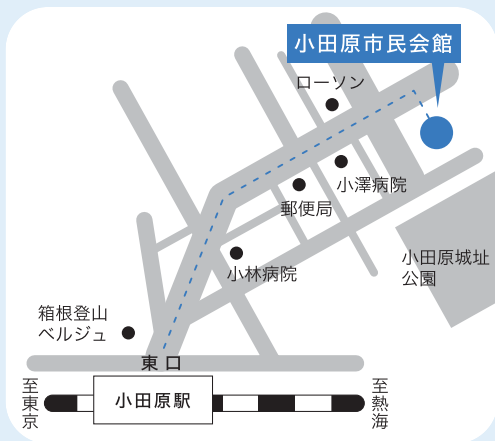 小田原市民会館
ローソン
小澤病院
郵便局
小田原城址
公園
小林病院
箱根登山
ベルジュ
東口
小田原駅
至東京
至熱海